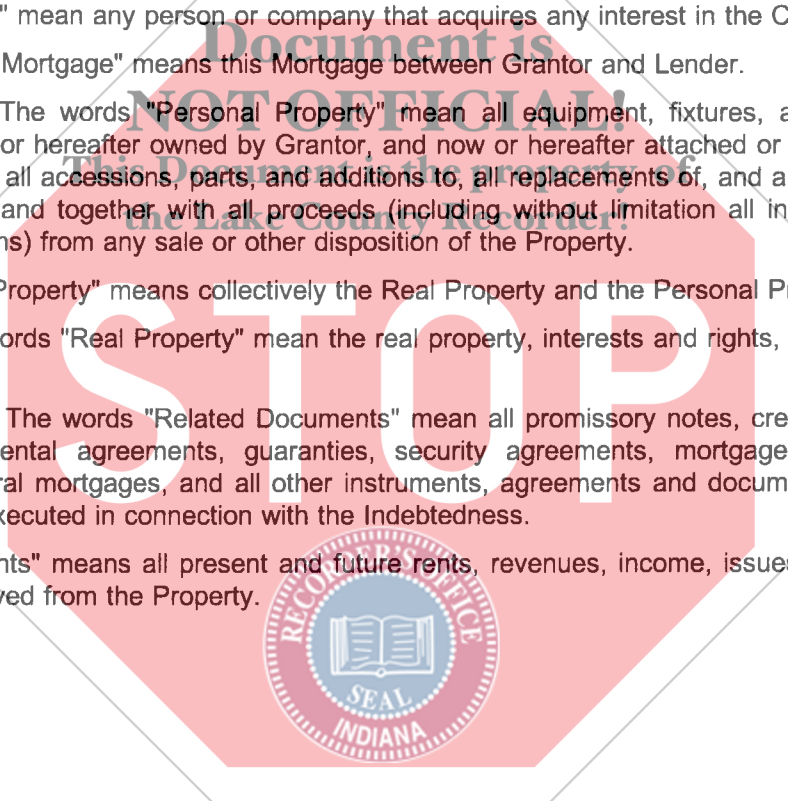 " mean any person or company that acquires any interest in the C
Document is
Mortgage" means this Mortgage between Grantor and Lender.
NOT OFFICIAL!
The words "Personal Property" mean all equipment, fixtures, a
or hereafter owned by Grantor, and now or hereafter attached or
This Document is the property of
all accessions, parts, and additions to, all replacements of, and a
the Lake County Recorder!
and together with all proceeds (including without limitation all in
ns) from any sale or other disposition of the Property.
Property" means collectively the Real Property and the Personal Pr
ords "Real Property" mean the real property, interests and rights,
STOP
The words "Related Documents" mean all promissory notes, cre
ental agreements, guaranties, security agreements, mortgage
ral mortgages, and all other instruments, agreements and docum
xecuted in connection with the Indebtedness.
nts" means all present and future rents, revenues, income, issues
ved from the Property.
RECORDER'S OFFICE
SEAL
INDIANA